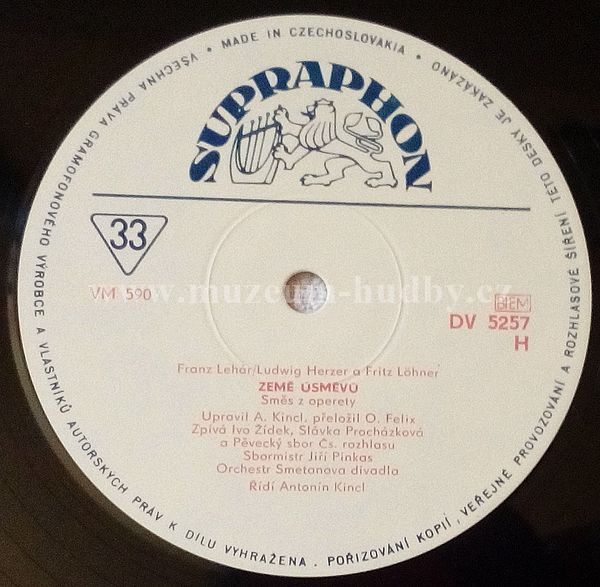 VŠECHNA PRÁVA GRAMOFONOVÉHO VÝROBCE A VLASTNÍKŮ AUTORSKÝCH PRÁV K DÍLU VYHRAŽENA. POŘIZOVÁNÍ KOPIÍ, VEŘEJNÉ PROVOZOVÁNÍ A ROZHLASOVÉ ŠÍŘENÍ TÉTO DESKY JE ZAKÁZÁNO • MADE IN CZECHOSLOVAKIA •
SUPRAPHON
33
VM 590
www.muzeum-hudby.cz
BIEM
DV 5257
H
Franz Lehár/Ludwig Herzer a Fritz Löhner
ZEMĚ ÚSMĚVŮ
Směs z operety
Upravil A. Kincl, přeložil O. Felix
Zpívá Ivo Žídek, Slávka Procházková
a Pěvecký sbor Čs. rozhlasu
Sbormistr Jiří Pinkas
Orchestr Smetanova divadla
Řídí Antonín Kincl